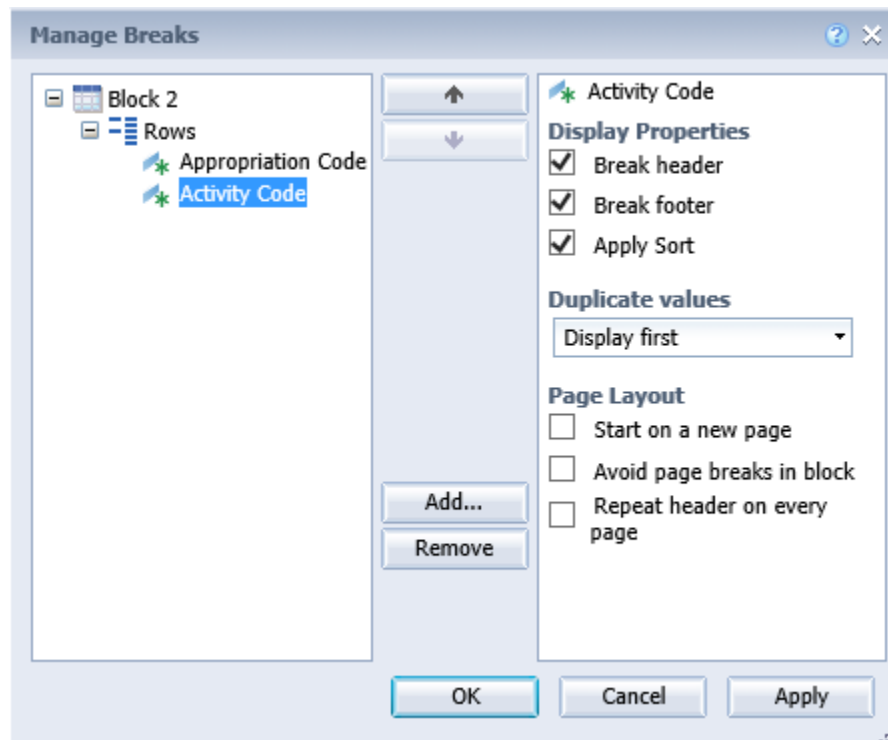 Manage Breaks
Block 2
Rows
Appropriation Code
Activity Code
Add...
Remove
Activity Code
Display Properties
Break header
Break footer
Apply Sort
Duplicate values
Display first
Page Layout
Start on a new page
Avoid page breaks in block
Repeat header on every
page
OK
Cancel
Apply